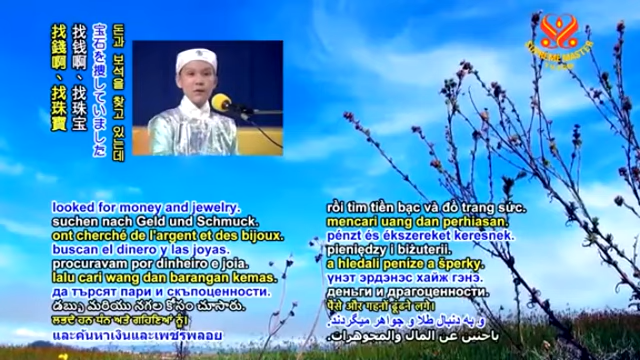 找錢啊、找珠寶
找钱啊、找珠宝
宝石を捜していました
돈과 보석을 찾고 있는데
SUPREME MASTER
looked for money and jewelry.
suchen nach Geld und Schmuck.
ont cherché de l'argent et des bijoux.
buscan el dinero y las joyas.
procuravam por dinheiro e joia.
lalu cari wang dan barangan kemas.
да търсят пари и скъпоценности.
డబ్బు మరియు నగల కోసం చూసారు.
ਲਭਦੇ ਹਨ ਧੰਨ ਅਤੇ ਗਹਿਣਿਆਂ ਨੂੰ।
และค้นหาเงินและเพชรพลอย
rồi tìm tiền bạc và đồ trang sức.
mencari uang dan perhiasan.
pénzt és ékszereket keresnek.
pieniędzy i biżuterii.
a hledali peníze a šperky.
үнэт эрдэнэс хайж гэнэ.
деньги и драгоценности.
पैसे और गहनों ढूंढने लगे।
و به دنبال طلا و جواهر میگردند.
باحثين عن المال والمجوهرات.